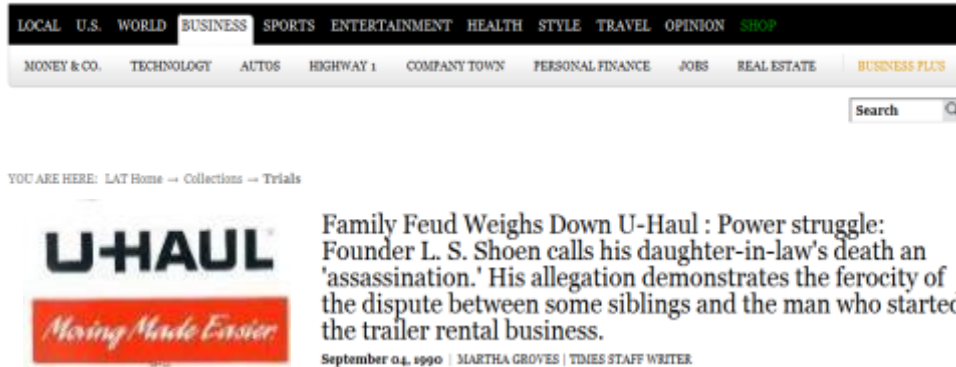 LOCAL U.S. WORLD BUSINESS SPORTS ENTERTAINMENT HEALTH STYLE TRAVEL OPINION SHOP
MONEY & CO. TECHNOLOGY AUTOS HIGHWAY 1 COMPANY TOWN PERSONAL FINANCE JOBS REAL ESTATE BUSINESS PLUS
Search
YOU ARE HERE: LAT Home → Collections → Trials
U-HAUL
Moving Made Easier
Family Feud Weighs Down U-Haul : Power struggle:
Founder L. S. Shoen calls his daughter-in-law's death an
'assassination.' His allegation demonstrates the ferocity of
the dispute between some siblings and the man who started
the trailer rental business.
September 04, 1990 | MARTHA GROVES | TIMES STAFF WRITER